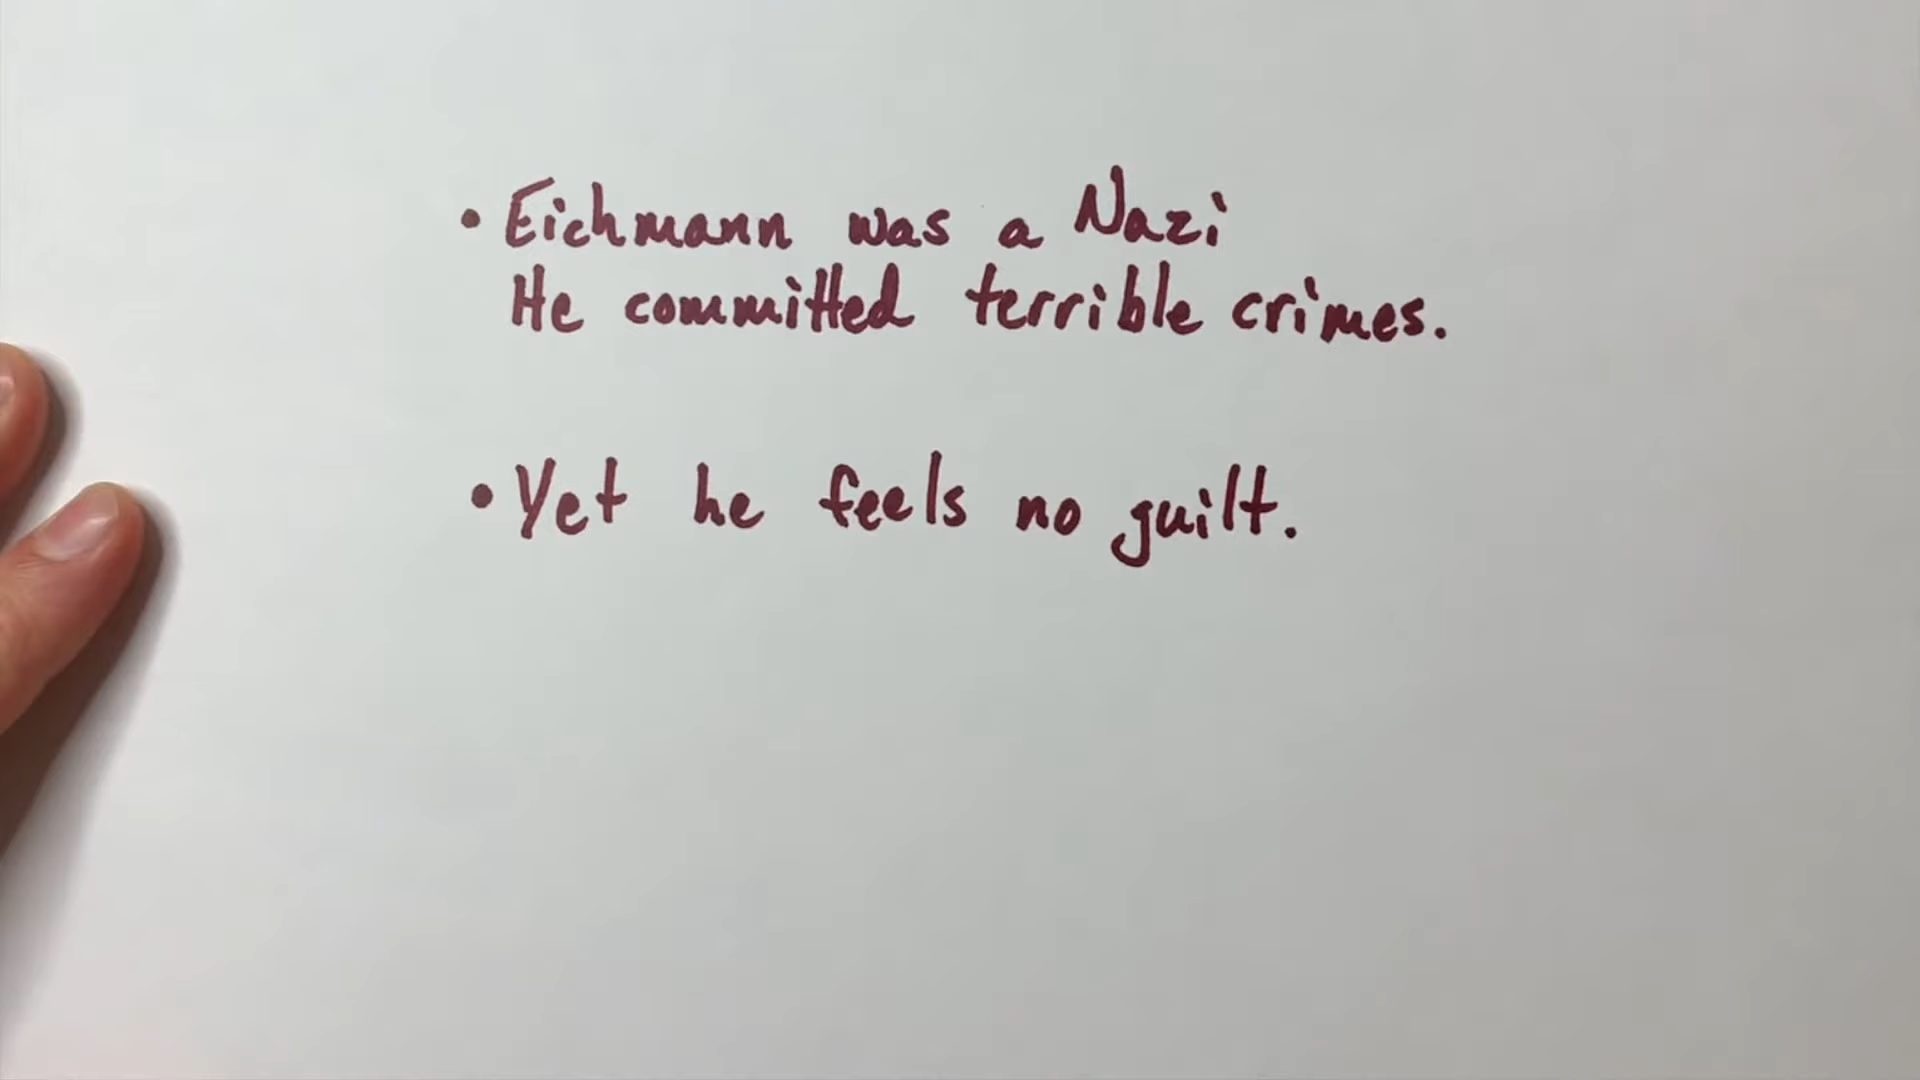 • Eichmann was a Nazi
He committed terrible crimes.
• Yet he feels no guilt.